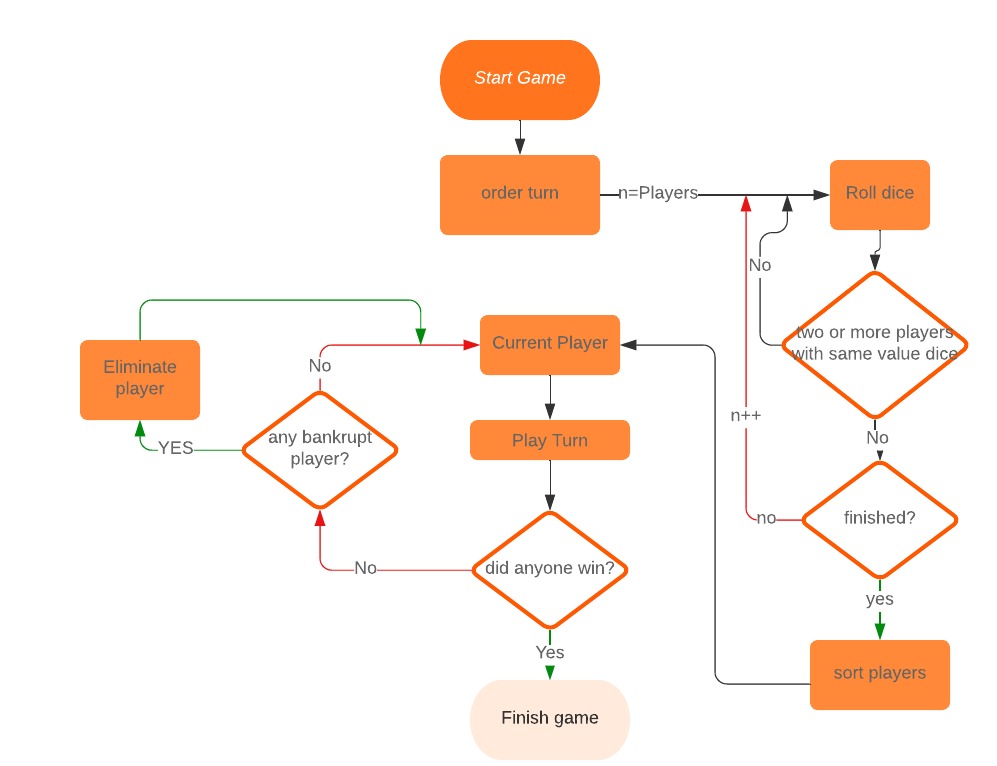 Start Game
order turn
n=Players
Roll dice
No
two or more players
with same value dice
Eliminate
player
Current Player
No
n++
YES
any bankrupt
player?
Play Turn
No
finished?
no
did anyone win?
No
yes
Yes
sort players
Finish game